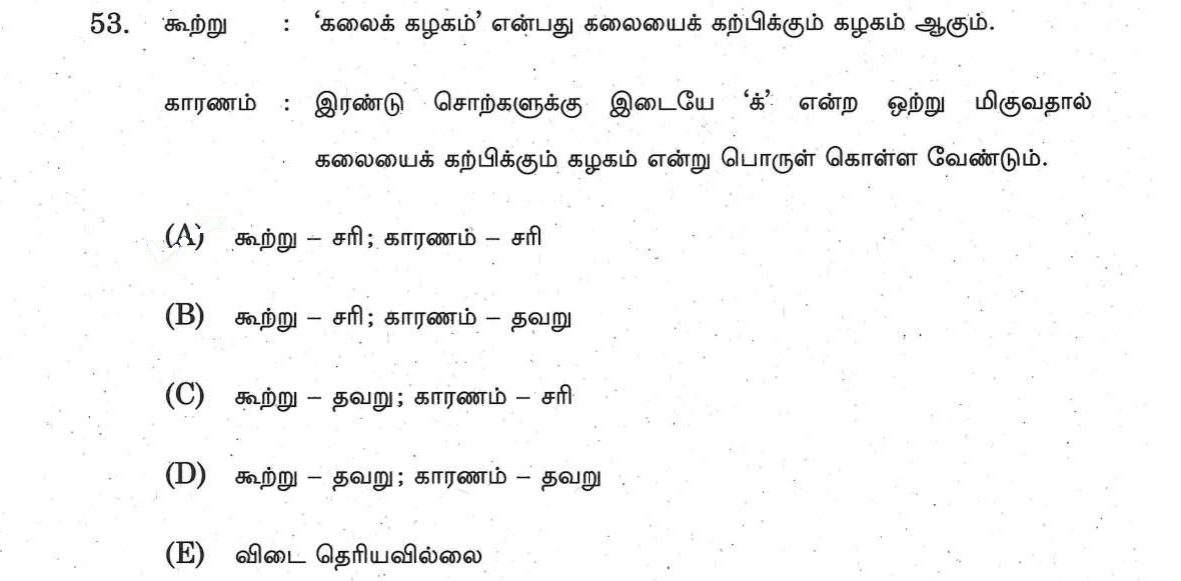 53. கூற்று : ‘கலைக் கழகம்’ என்பது கலையைக் கற்பிக்கும் கழகம் ஆகும்.
காரணம் : இரண்டு சொற்களுக்கு இடையே ‘க்’ என்ற ஒற்று மிகுவதால்
கலையைக் கற்பிக்கும் கழகம் என்று பொருள் கொள்ள வேண்டும்.
(A) கூற்று – சரி; காரணம் – சரி
(B) கூற்று – சரி; காரணம் – தவறு
(C) கூற்று – தவறு; காரணம் – சரி
(D) கூற்று – தவறு; காரணம் – தவறு
(E) விடை தெரியவில்லை